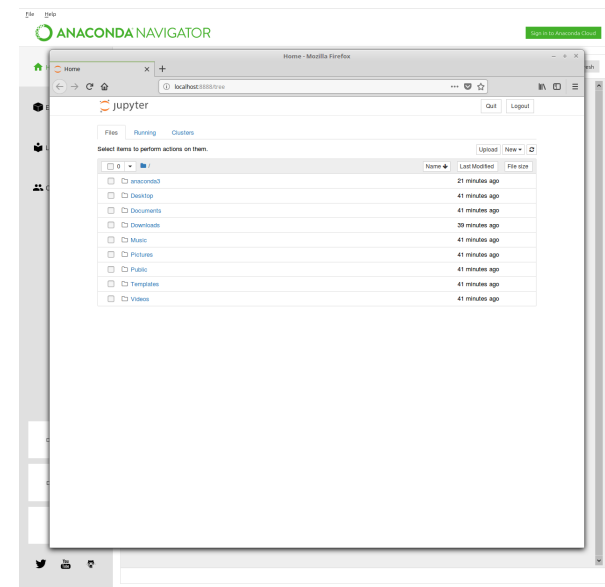 File Help
ANACONDA NAVIGATOR
Sign in to Anaconda Cloud
Home - Mozilla Firefox
Home
localhost:8888/tree
jupyter
Quit Logout
Files Running Clusters
Select items to perform actions on them.
Upload New
0 /
Name Last Modified File size
anaconda3 21 minutes ago
Desktop 41 minutes ago
Documents 41 minutes ago
Downloads 39 minutes ago
Music 41 minutes ago
Pictures 41 minutes ago
Public 41 minutes ago
Templates 41 minutes ago
Videos 41 minutes ago
You Tube